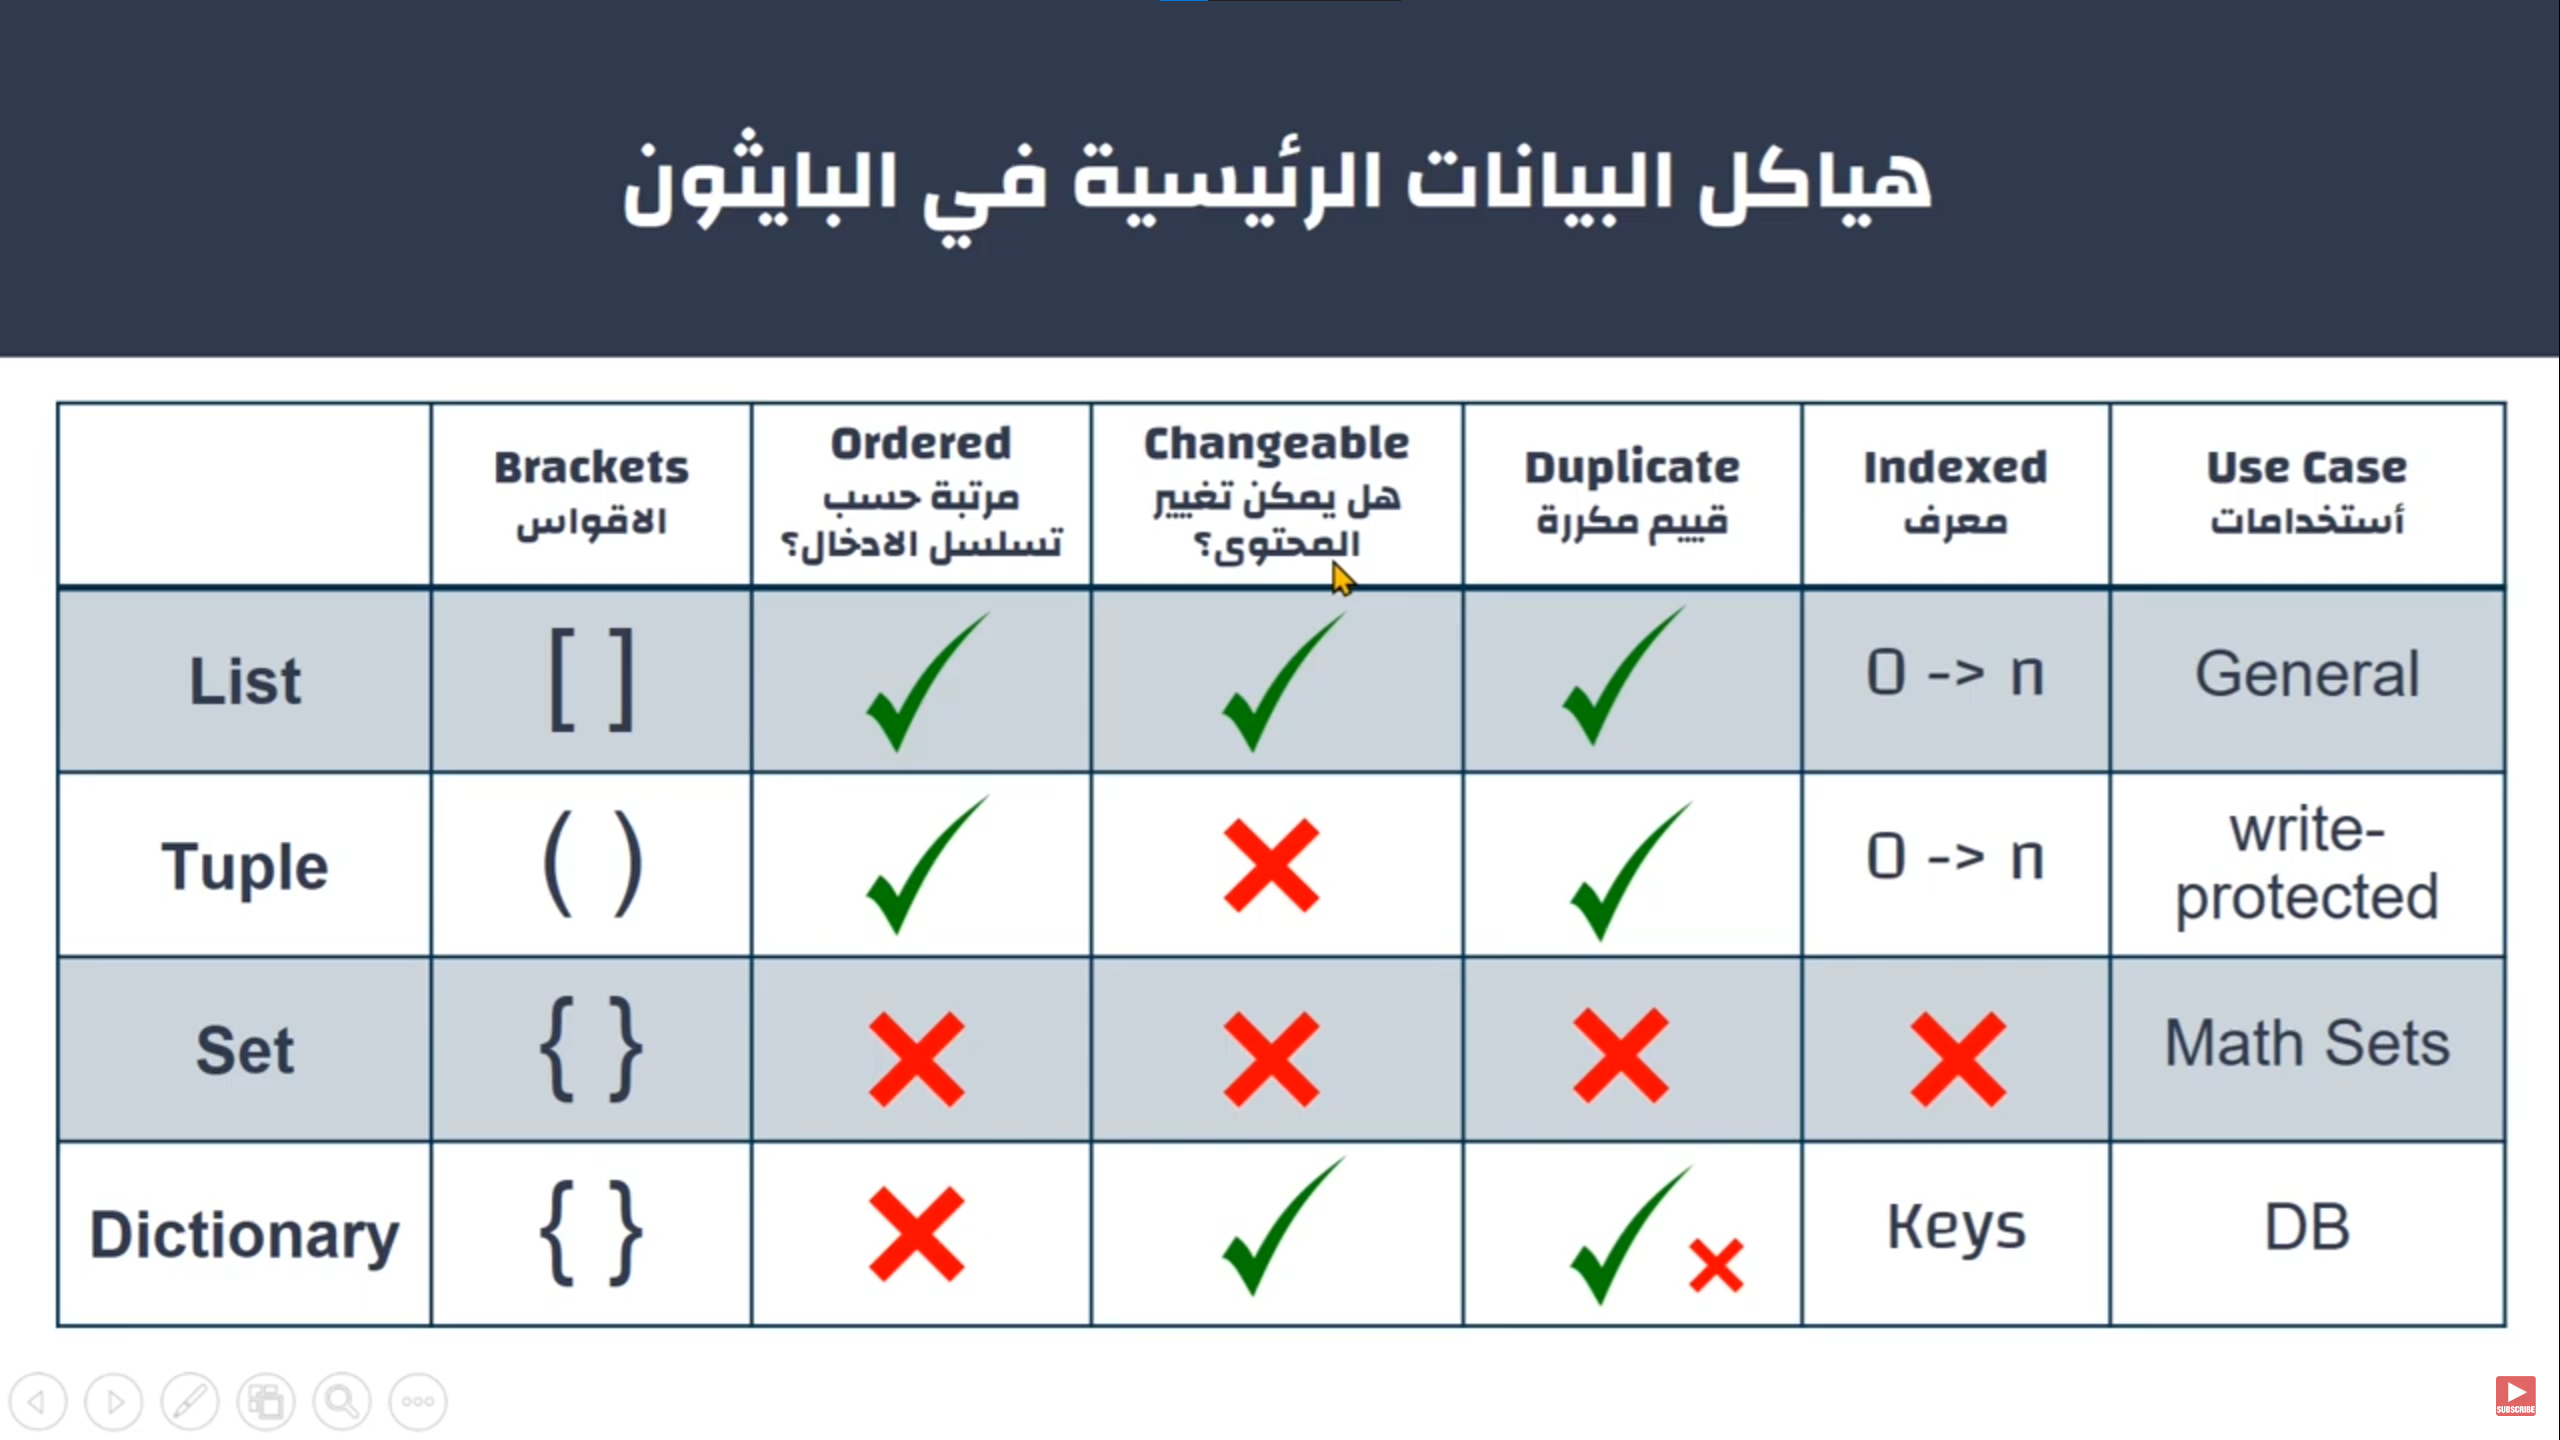 هياكل البيانات الرئيسية في البايثون
Brackets
الاقواس
Ordered
مرتبة حسب
تسلسل الادخال؟
Changeable
هل يمكن تغيير
المحتوى؟
Duplicate
قييم مكررة
Indexed
معرف
Use Case
أستخدامات
List
[ ]
0 -> n
General
Tuple
( )
0 -> n
write-
protected
Set
{ }
Math Sets
Dictionary
{ }
Keys
DB
SUBSCRIBE